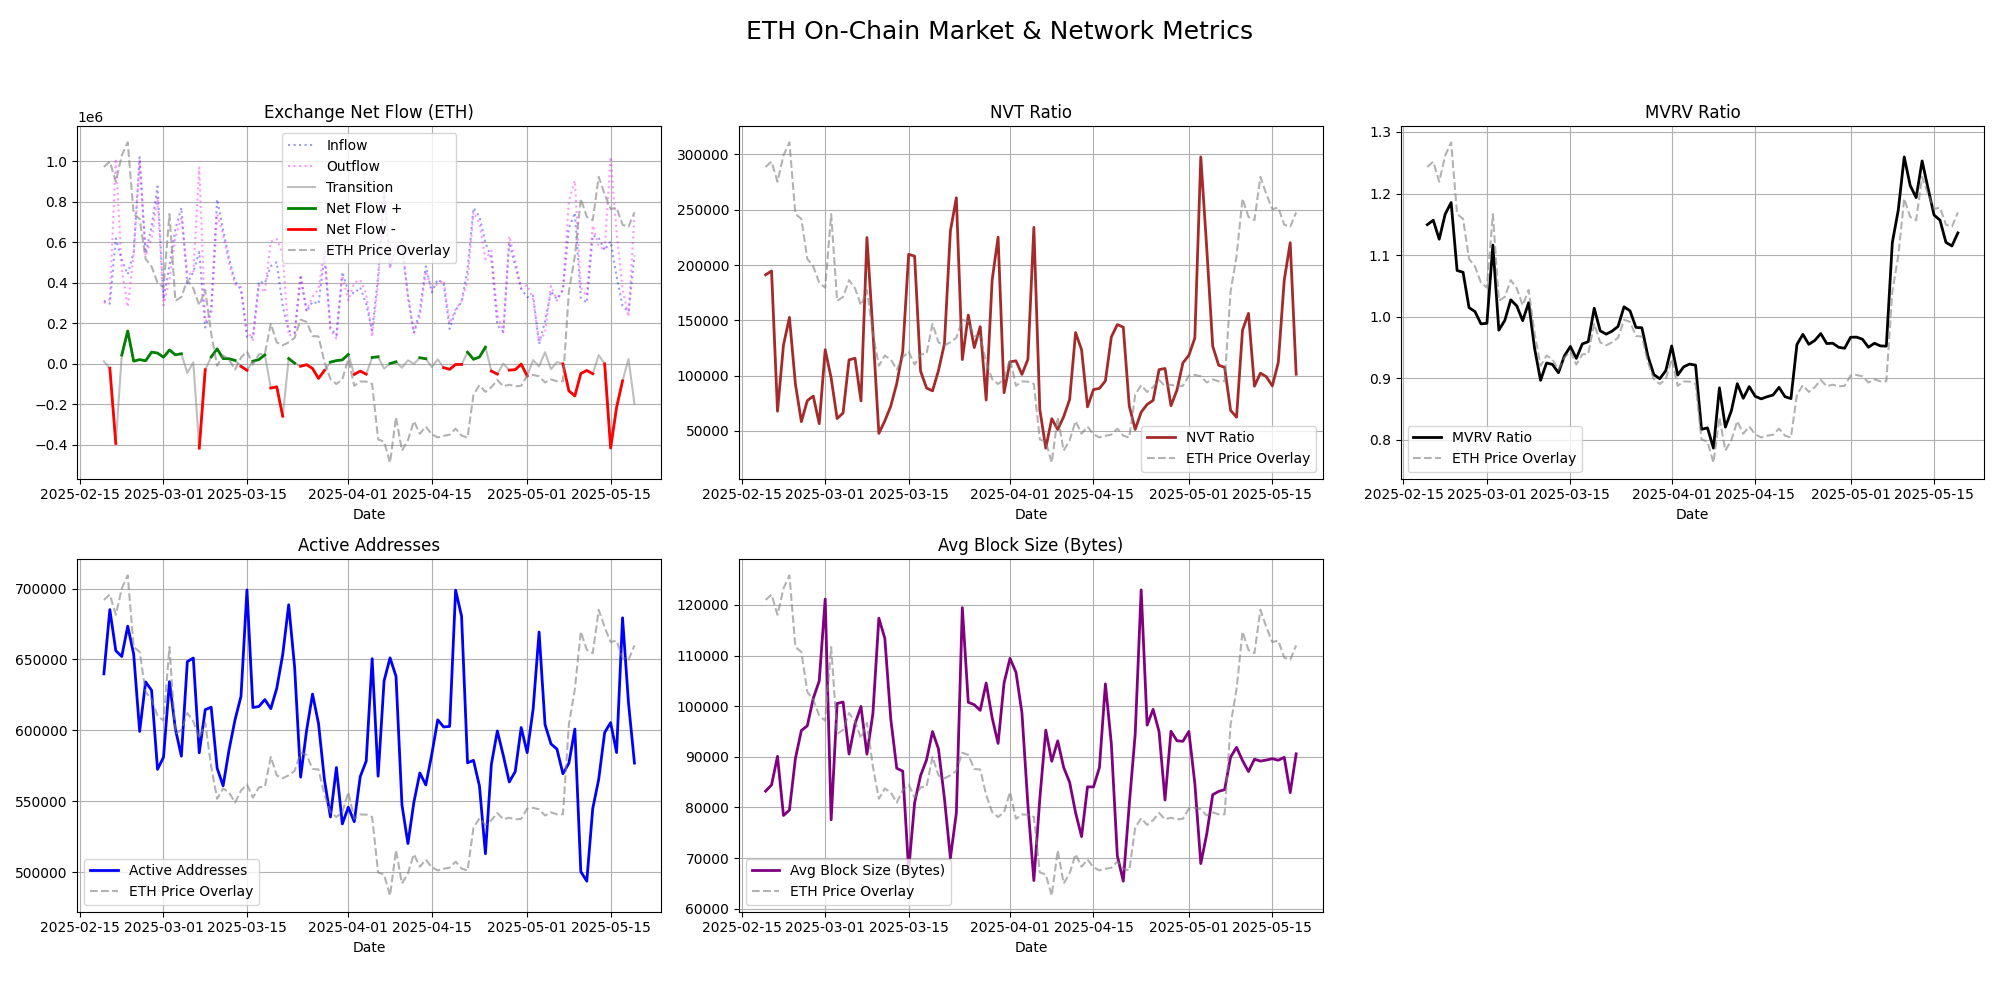 ETH On-Chain Market & Network Metrics
Exchange Net Flow (ETH)
1e6
1.0
0.8
0.6
0.4
0.2
0.0
−0.2
−0.4
Inflow
Outflow
Transition
Net Flow +
Net Flow -
ETH Price Overlay
2025-02-15 2025-03-01 2025-03-15 2025-04-01 2025-04-15 2025-05-01 2025-05-15
Date
NVT Ratio
300000
250000
200000
150000
100000
50000
NVT Ratio
ETH Price Overlay
2025-02-15 2025-03-01 2025-03-15 2025-04-01 2025-04-15 2025-05-01 2025-05-15
Date
MVRV Ratio
1.3
1.2
1.1
1.0
0.9
0.8
MVRV Ratio
ETH Price Overlay
2025-02-15 2025-03-01 2025-03-15 2025-04-01 2025-04-15 2025-05-01 2025-05-15
Date
Active Addresses
700000
650000
600000
550000
500000
Active Addresses
ETH Price Overlay
2025-02-15 2025-03-01 2025-03-15 2025-04-01 2025-04-15 2025-05-01 2025-05-15
Date
Avg Block Size (Bytes)
120000
110000
100000
90000
80000
70000
60000
Avg Block Size (Bytes)
ETH Price Overlay
2025-02-15 2025-03-01 2025-03-15 2025-04-01 2025-04-15 2025-05-01 2025-05-15
Date